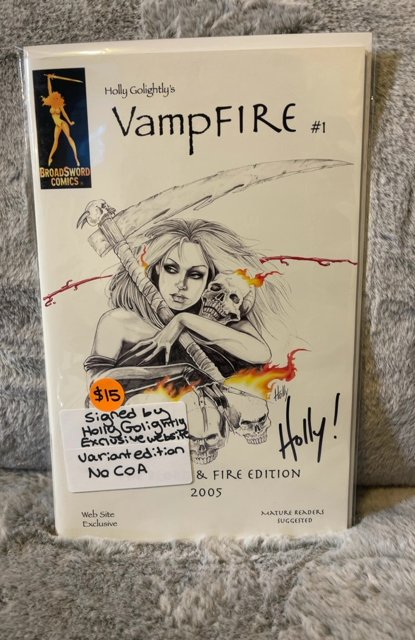 Holly Golightly's
VampFIRE #1
BROADSWORD
COMICS
$15
Signed by
Holly Golightly
Exclusive website
variant edition
No COA
Holly
Holly!
& FIRE EDITION
2005
Web Site
Exclusive
MATURE READERS
SUGGESTED